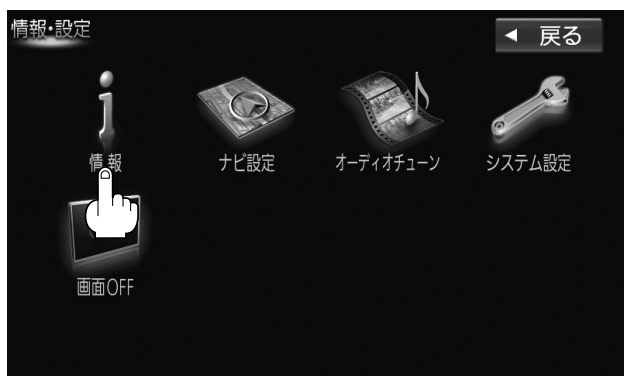 情報・設定
◀ 戻る
情報
ナビ設定
オーディオチューン
システム設定
画面OFF